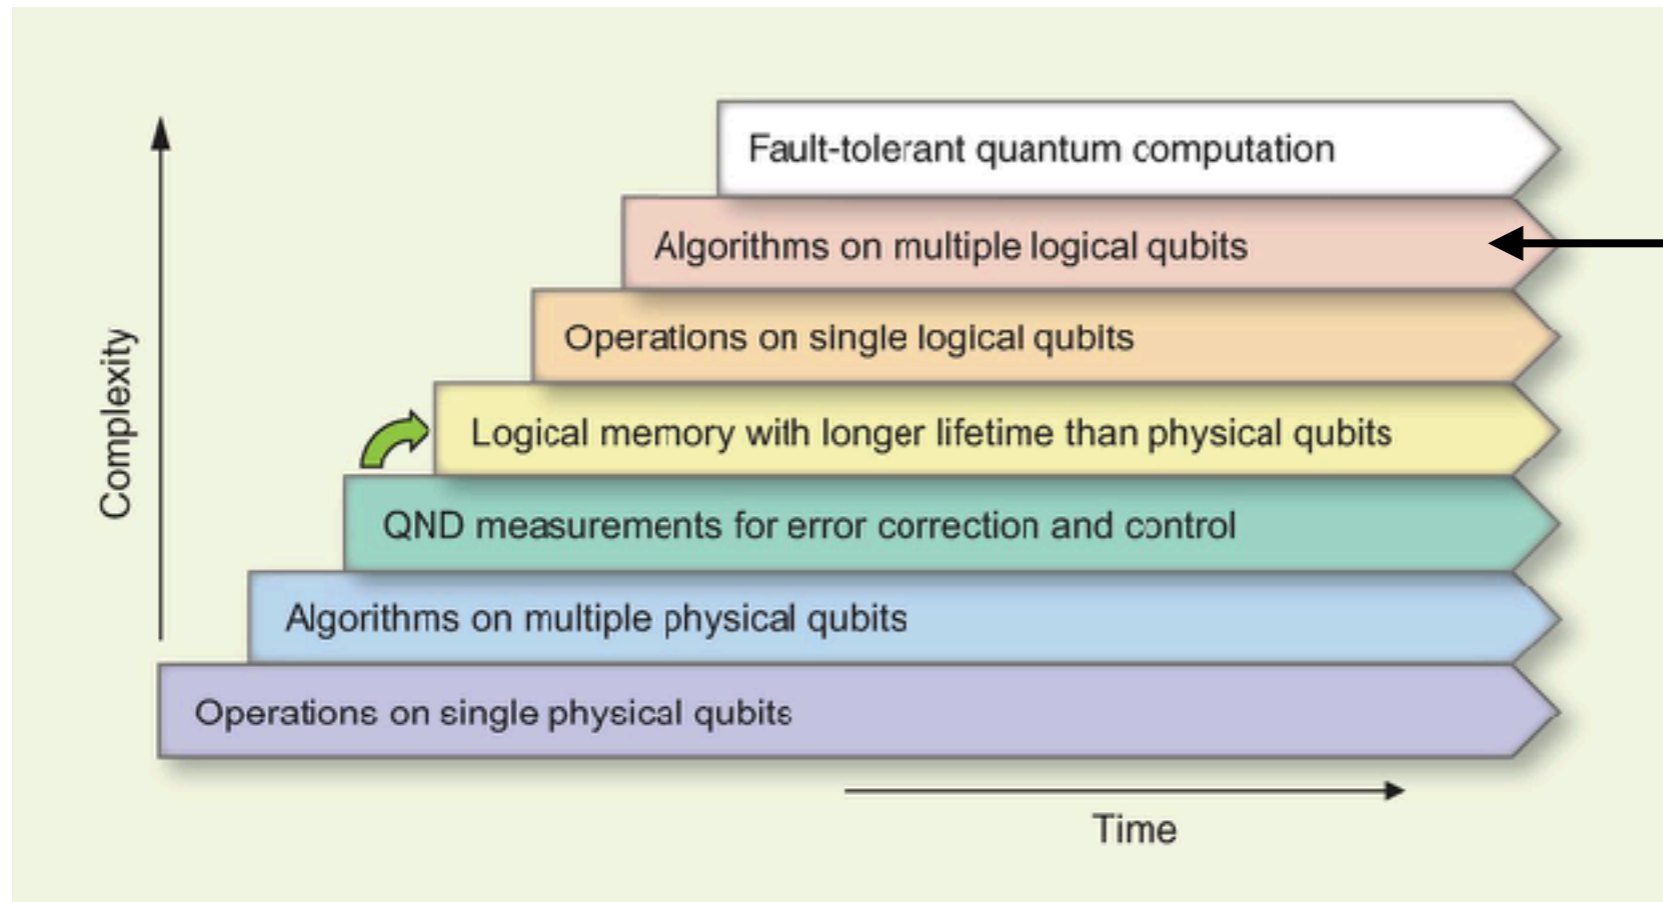 Fault-tolerant quantum computation
Algorithms on multiple logical qubits
Operations on single logical qubits
Logical memory with longer lifetime than physical qubits
QND measurements for error correction and control
Algorithms on multiple physical qubits
Operations on single physical qubits
Complexity
Time